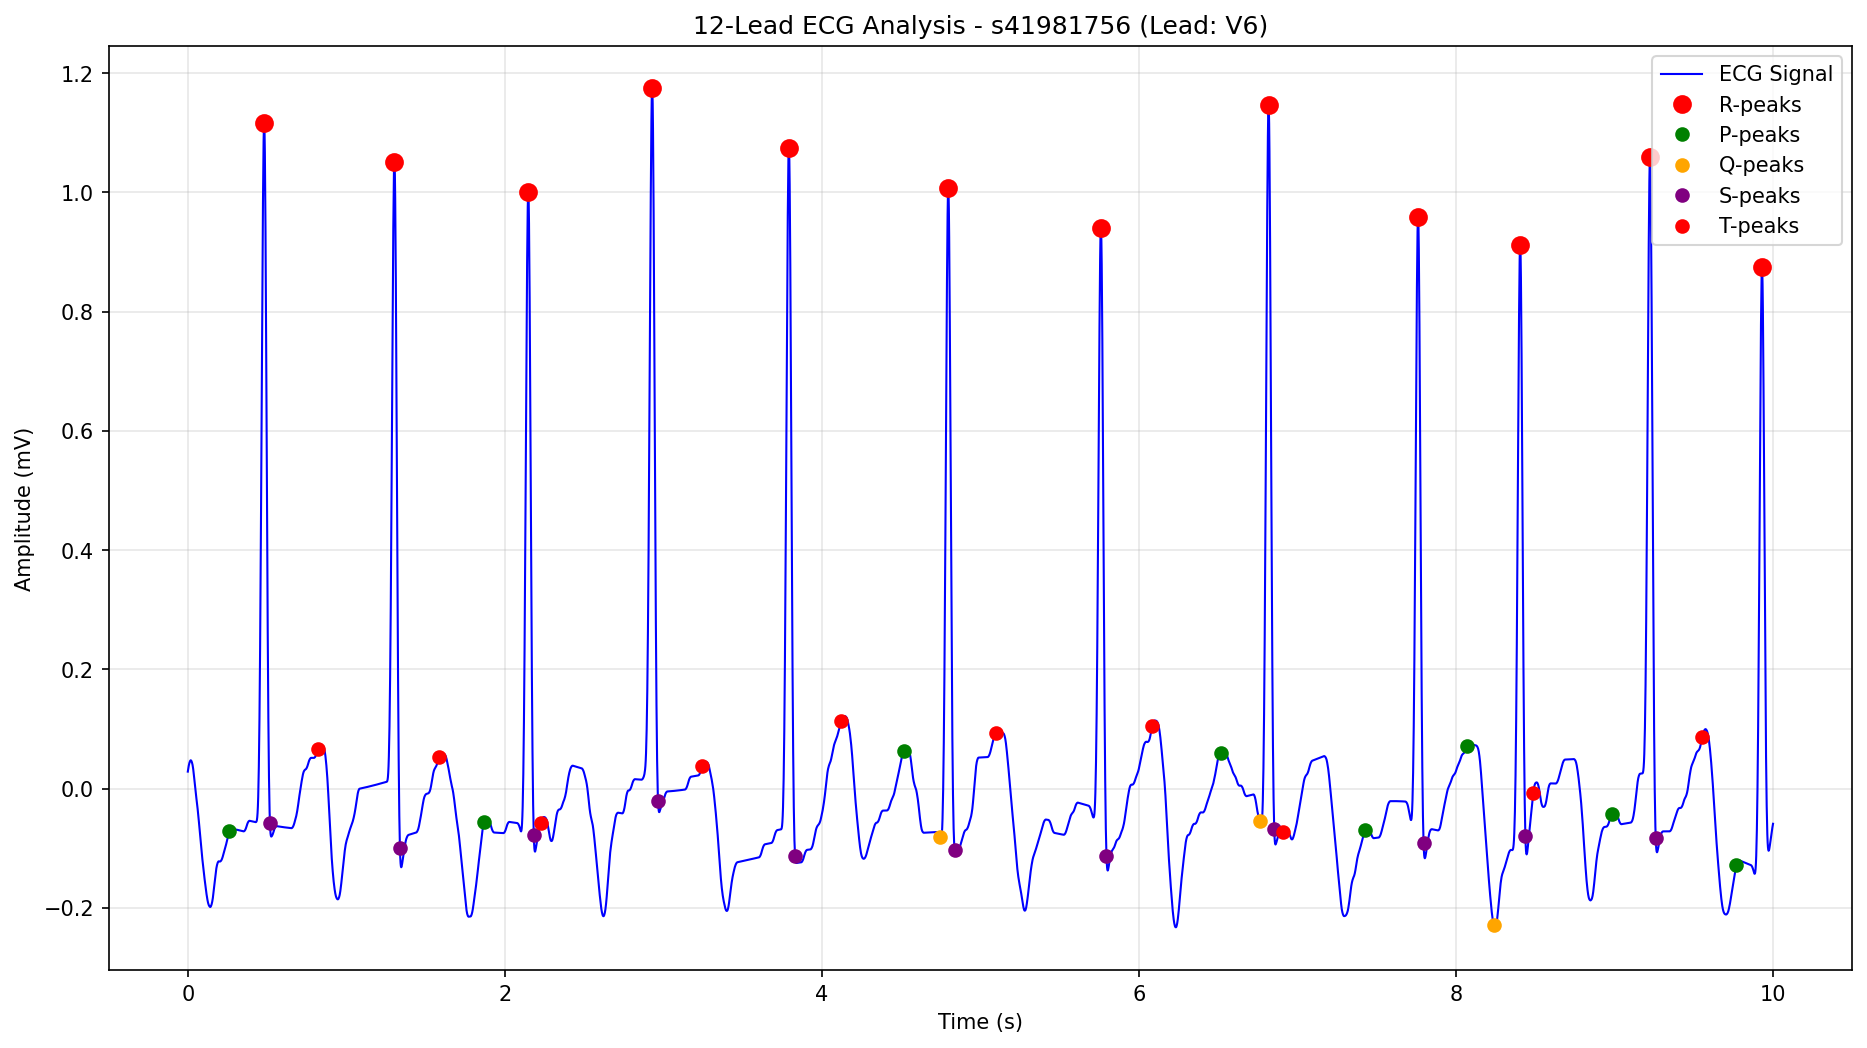 12-Lead ECG Analysis - s41981756 (Lead: V6)
ECG Signal
R-peaks
P-peaks
Q-peaks
S-peaks
T-peaks
Amplitude (mV)
1.2
1.0
0.8
0.6
0.4
0.2
0.0
−0.2
0 2 4 6 8 10
Time (s)